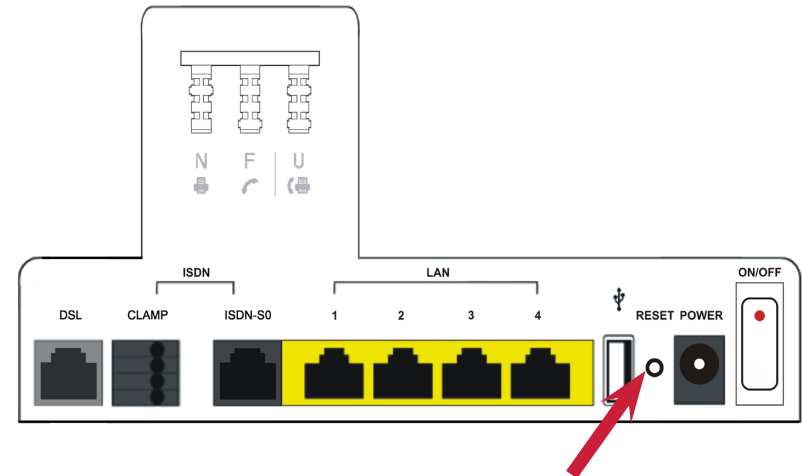 N F U
ISDN LAN ON/OFF
DSL CLAMP ISDN-S0 1 2 3 4 RESET POWER